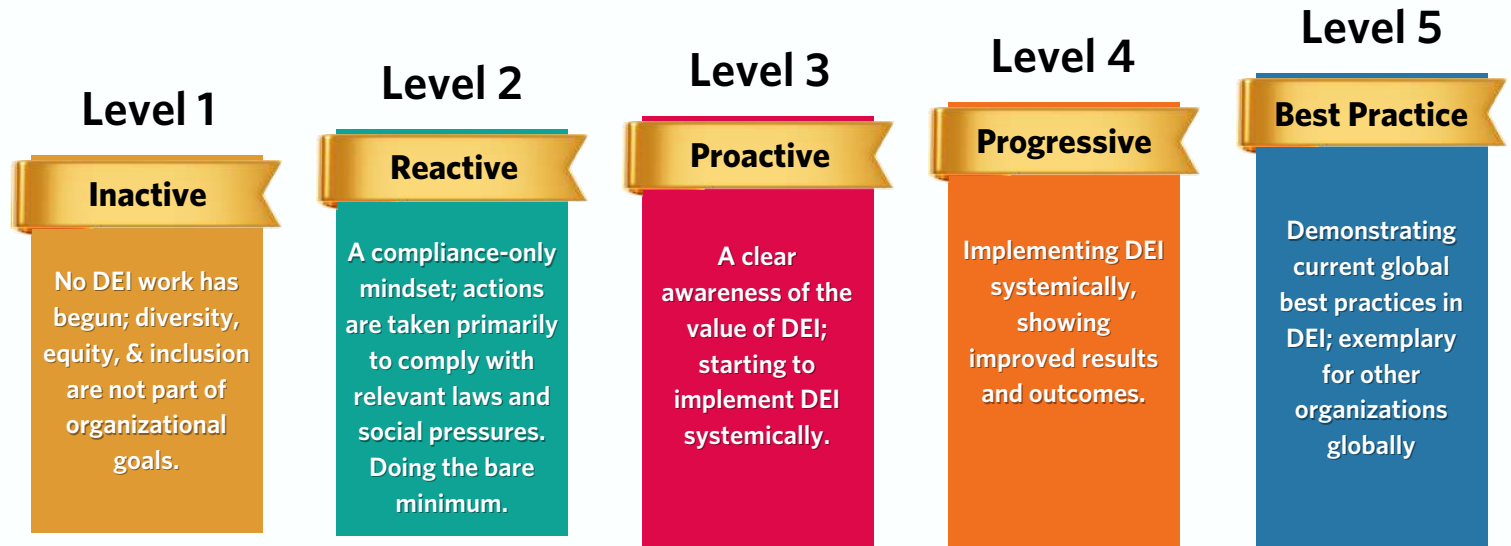 Level 1
Inactive
No DEI work has
begun; diversity,
equity, & inclusion
are not part of
organizational
goals.
Level 2
Reactive
A compliance-only
mindset; actions
are taken primarily
to comply with
relevant laws and
social pressures.
Doing the bare
minimum.
Level 3
Proactive
A clear
awareness of the
value of DEI;
starting to
implement DEI
systemically.
Level 4
Progressive
Implementing DEI
systemically,
showing
improved results
and outcomes.
Level 5
Best Practice
Demonstrating
current global
best practices in
DEI; exemplary
for other
organizations
globally